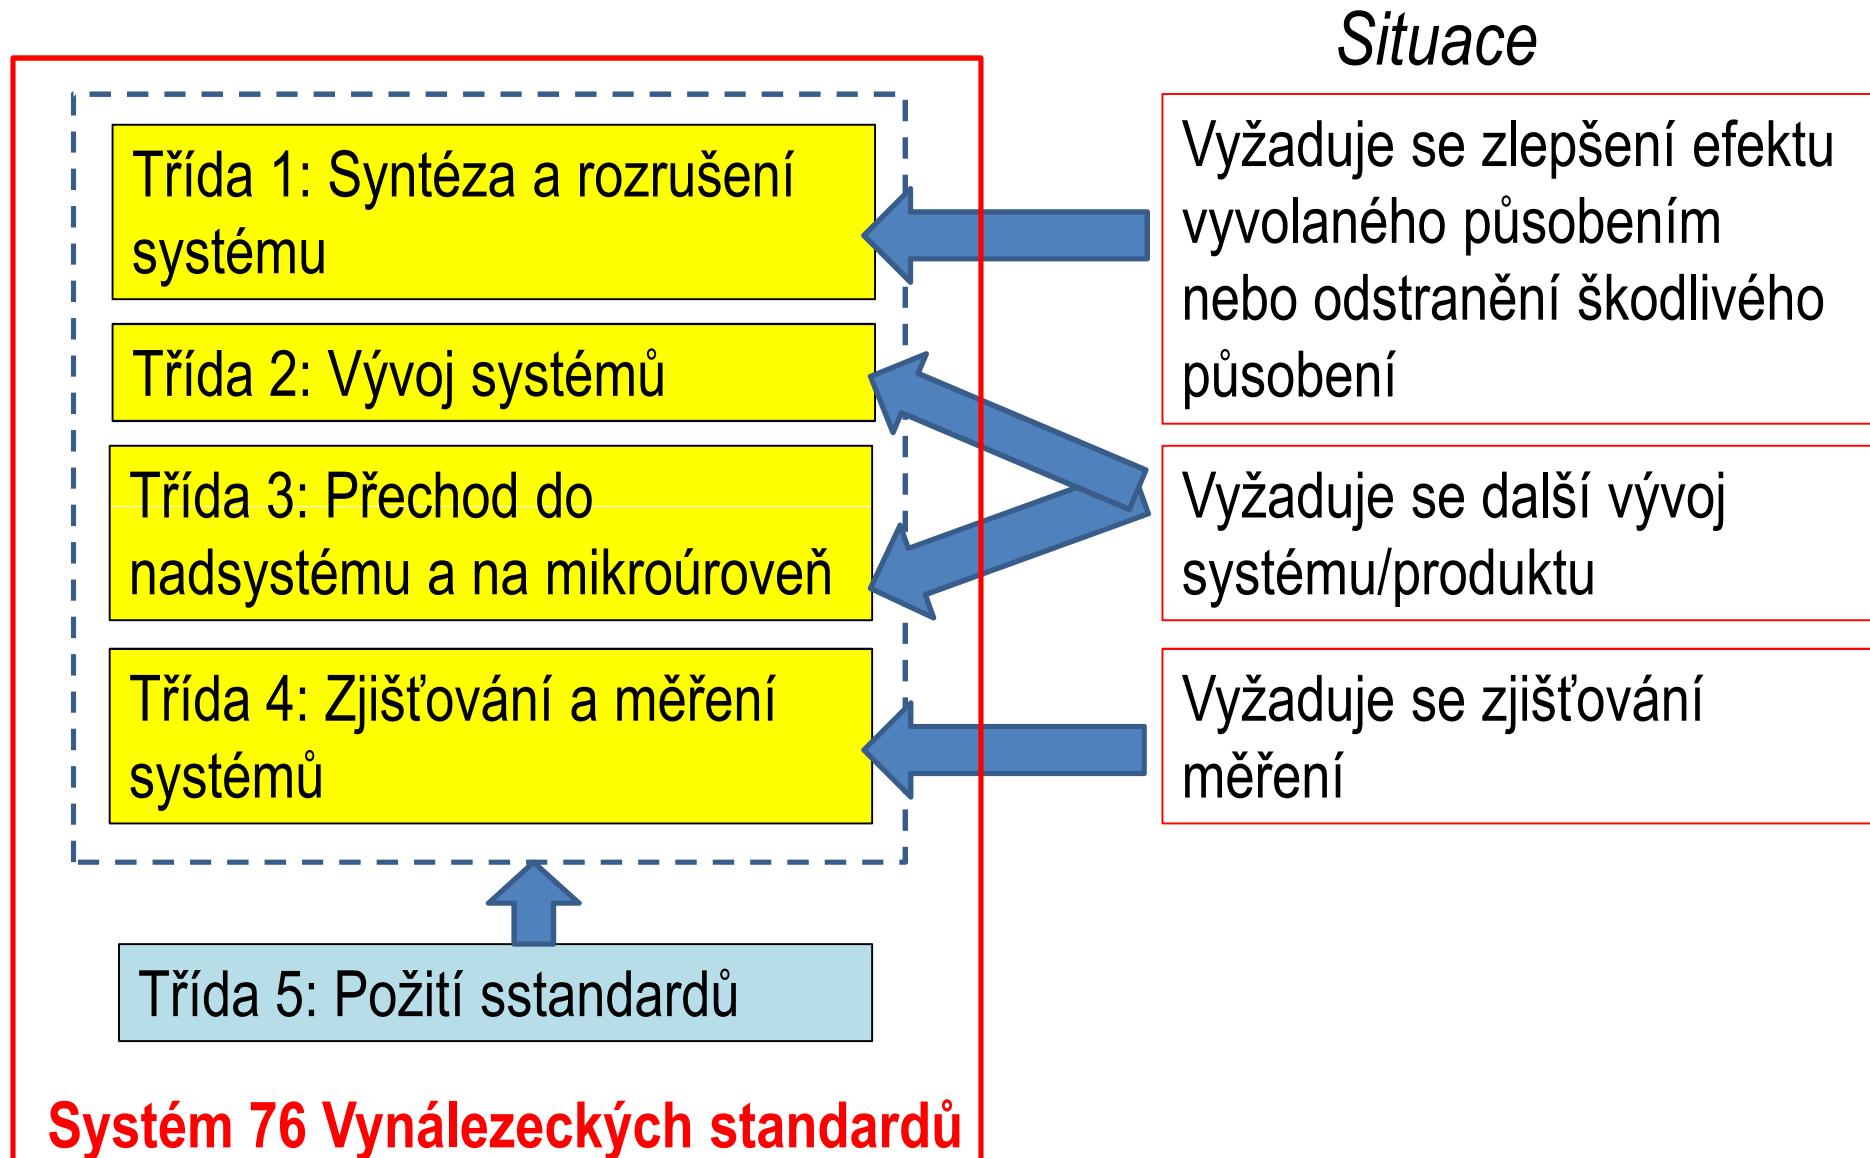 Situace
Třída 1: Syntéza a rozrušení
systému
Třída 2: Vývoj systémů
Třída 3: Přechod do
nadsystému a na mikroúroveň
Třída 4: Zjišťování a měření
systémů
Třída 5: Požití sstandardů
Systém 76 Vynálezeckých standardů
Vyžaduje se zlepšení efektu
vyvolaného působením
nebo odstranění škodlivého
působení
Vyžaduje se další vývoj
systému/produktu
Vyžaduje se zjišťování
měření